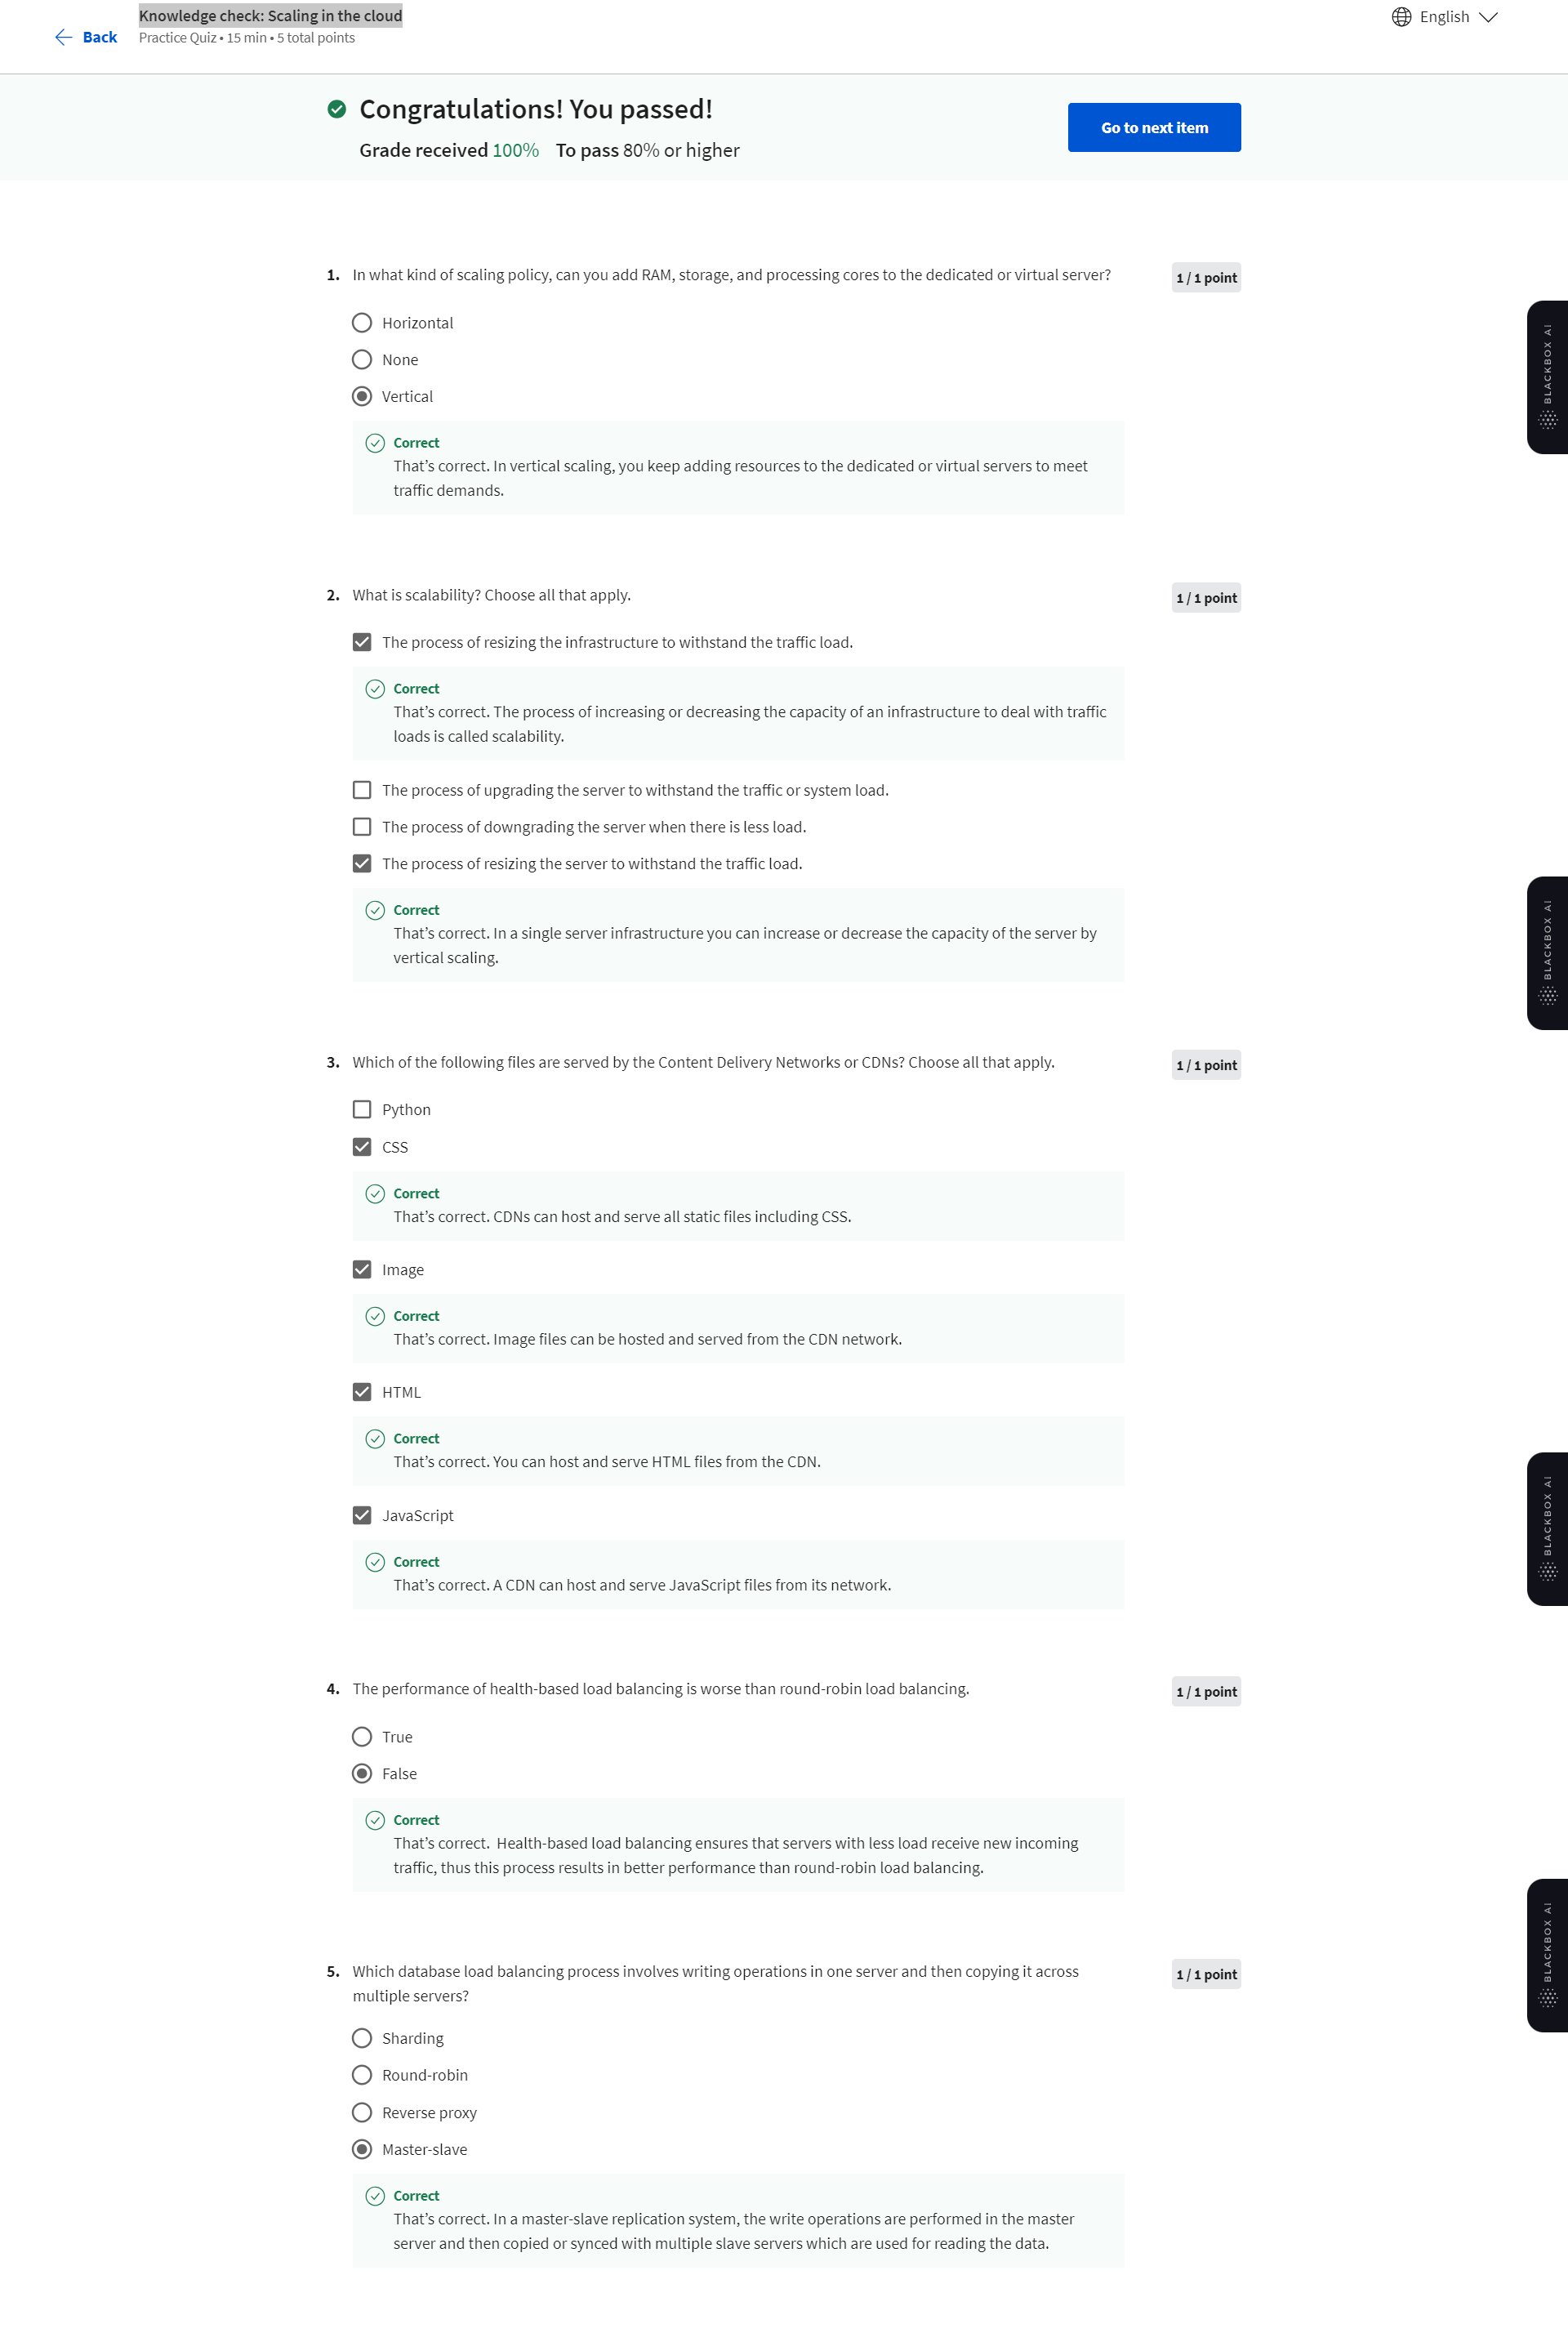 Knowledge check: Scaling in the cloud
Back
Practice Quiz • 15 min • 5 total points
English
Congratulations! You passed!
Grade received 100% To pass 80% or higher
Go to next item
1. In what kind of scaling policy, can you add RAM, storage, and processing cores to the dedicated or virtual server?
1 / 1 point
Horizontal
None
Vertical
Correct
That’s correct. In vertical scaling, you keep adding resources to the dedicated or virtual servers to meet
traffic demands.
BLACKBOX AI
2. What is scalability? Choose all that apply.
1 / 1 point
The process of resizing the infrastructure to withstand the traffic load.
Correct
That’s correct. The process of increasing or decreasing the capacity of an infrastructure to deal with traffic
loads is called scalability.
The process of upgrading the server to withstand the traffic or system load.
The process of downgrading the server when there is less load.
The process of resizing the server to withstand the traffic load.
Correct
That’s correct. In a single server infrastructure you can increase or decrease the capacity of the server by
vertical scaling.
BLACKBOX AI
3. Which of the following files are served by the Content Delivery Networks or CDNs? Choose all that apply.
1 / 1 point
Python
CSS
Correct
That’s correct. CDNs can host and serve all static files including CSS.
Image
Correct
That’s correct. Image files can be hosted and served from the CDN network.
HTML
Correct
That’s correct. You can host and serve HTML files from the CDN.
JavaScript
Correct
That’s correct. A CDN can host and serve JavaScript files from its network.
BLACKBOX AI
4. The performance of health-based load balancing is worse than round-robin load balancing.
1 / 1 point
True
False
Correct
That’s correct.  Health-based load balancing ensures that servers with less load receive new incoming
traffic, thus this process results in better performance than round-robin load balancing.
BLACKBOX AI
5. Which database load balancing process involves writing operations in one server and then copying it across
multiple servers?
1 / 1 point
Sharding
Round-robin
Reverse proxy
Master-slave
Correct
That’s correct. In a master-slave replication system, the write operations are performed in the master
server and then copied or synced with multiple slave servers which are used for reading the data.